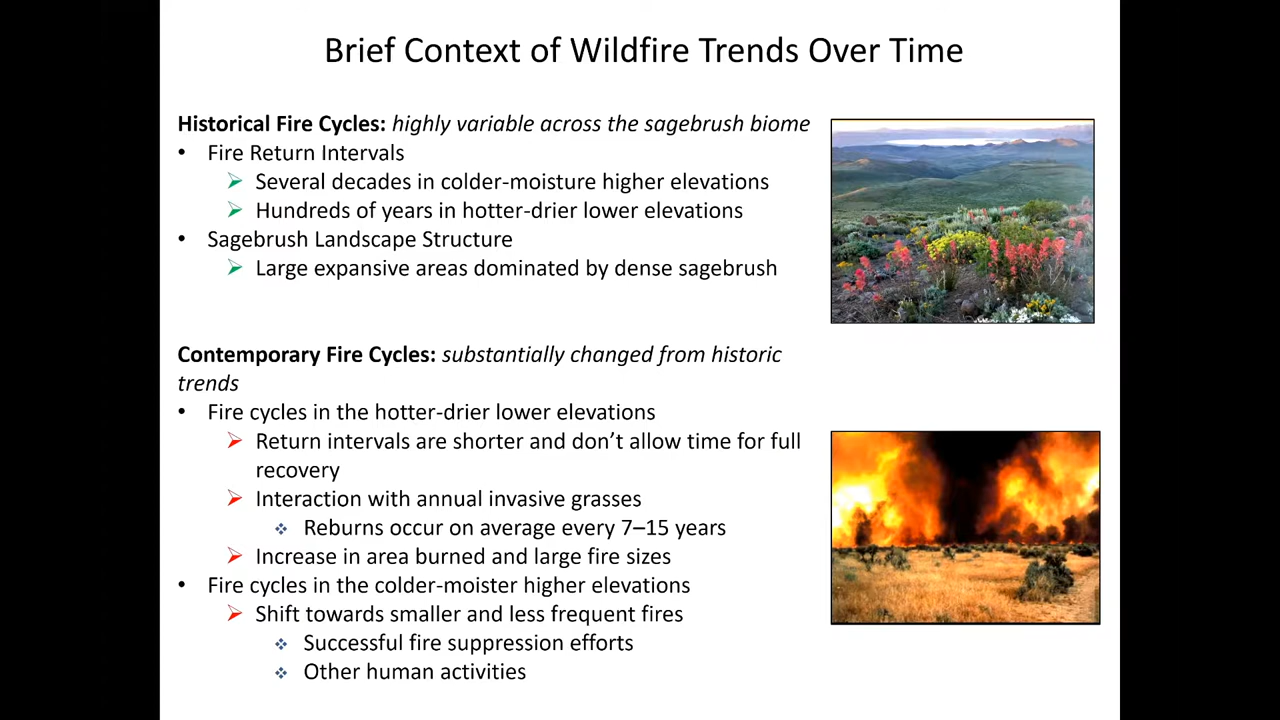 Brief Context of Wildfire Trends Over Time
Historical Fire Cycles: highly variable across the sagebrush biome
• Fire Return Intervals
➢ Several decades in colder-moisture higher elevations
➢ Hundreds of years in hotter-drier lower elevations
• Sagebrush Landscape Structure
➢ Large expansive areas dominated by dense sagebrush
Contemporary Fire Cycles: substantially changed from historic
trends
• Fire cycles in the hotter-drier lower elevations
➢ Return intervals are shorter and don’t allow time for full
recovery
➢ Interaction with annual invasive grasses
❖ Reburns occur on average every 7–15 years
➢ Increase in area burned and large fire sizes
• Fire cycles in the colder-moister higher elevations
➢ Shift towards smaller and less frequent fires
❖ Successful fire suppression efforts
❖ Other human activities